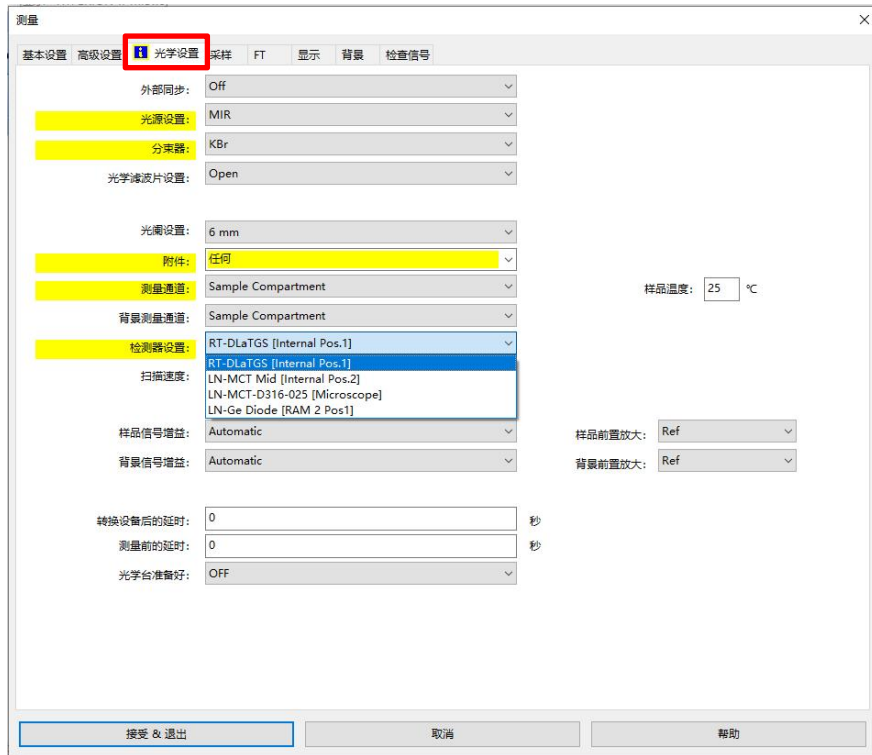 测量
基本设置 高级设置 光学设置 采样 FT 显示 背景 检查信号
外部同步: Off
光源设置: MIR
分束器: KBr
光学滤波片设置: Open
光阑设置: 6 mm
附件: 任何
测量通道: Sample Compartment 样品温度: 25 ℃
背景测量通道: Sample Compartment
检测器设置: RT-DLaTGS [Internal Pos.1]
RT-DLaTGS [Internal Pos.1]
扫描速度: LN-MCT Mid [Internal Pos.2]
LN-MCT-D316-025 [Microscope]
LN-Ge Diode [RAM 2 Pos1]
样品信号增益: Automatic 样品前置放大: Ref
背景信号增益: Automatic 背景前置放大: Ref
转换设备后的延时: 0 秒
测量前的延时: 0 秒
光学台准备好: OFF
接受 & 退出 取消 帮助